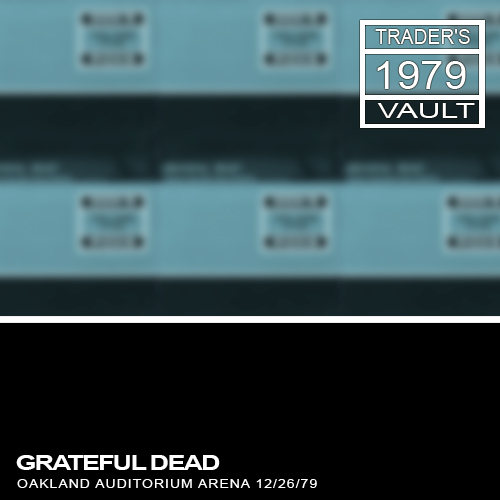 TRADER'S
1979
VAULT
GRATEFUL DEAD
OAKLAND AUDITORIUM ARENA 12/26/79